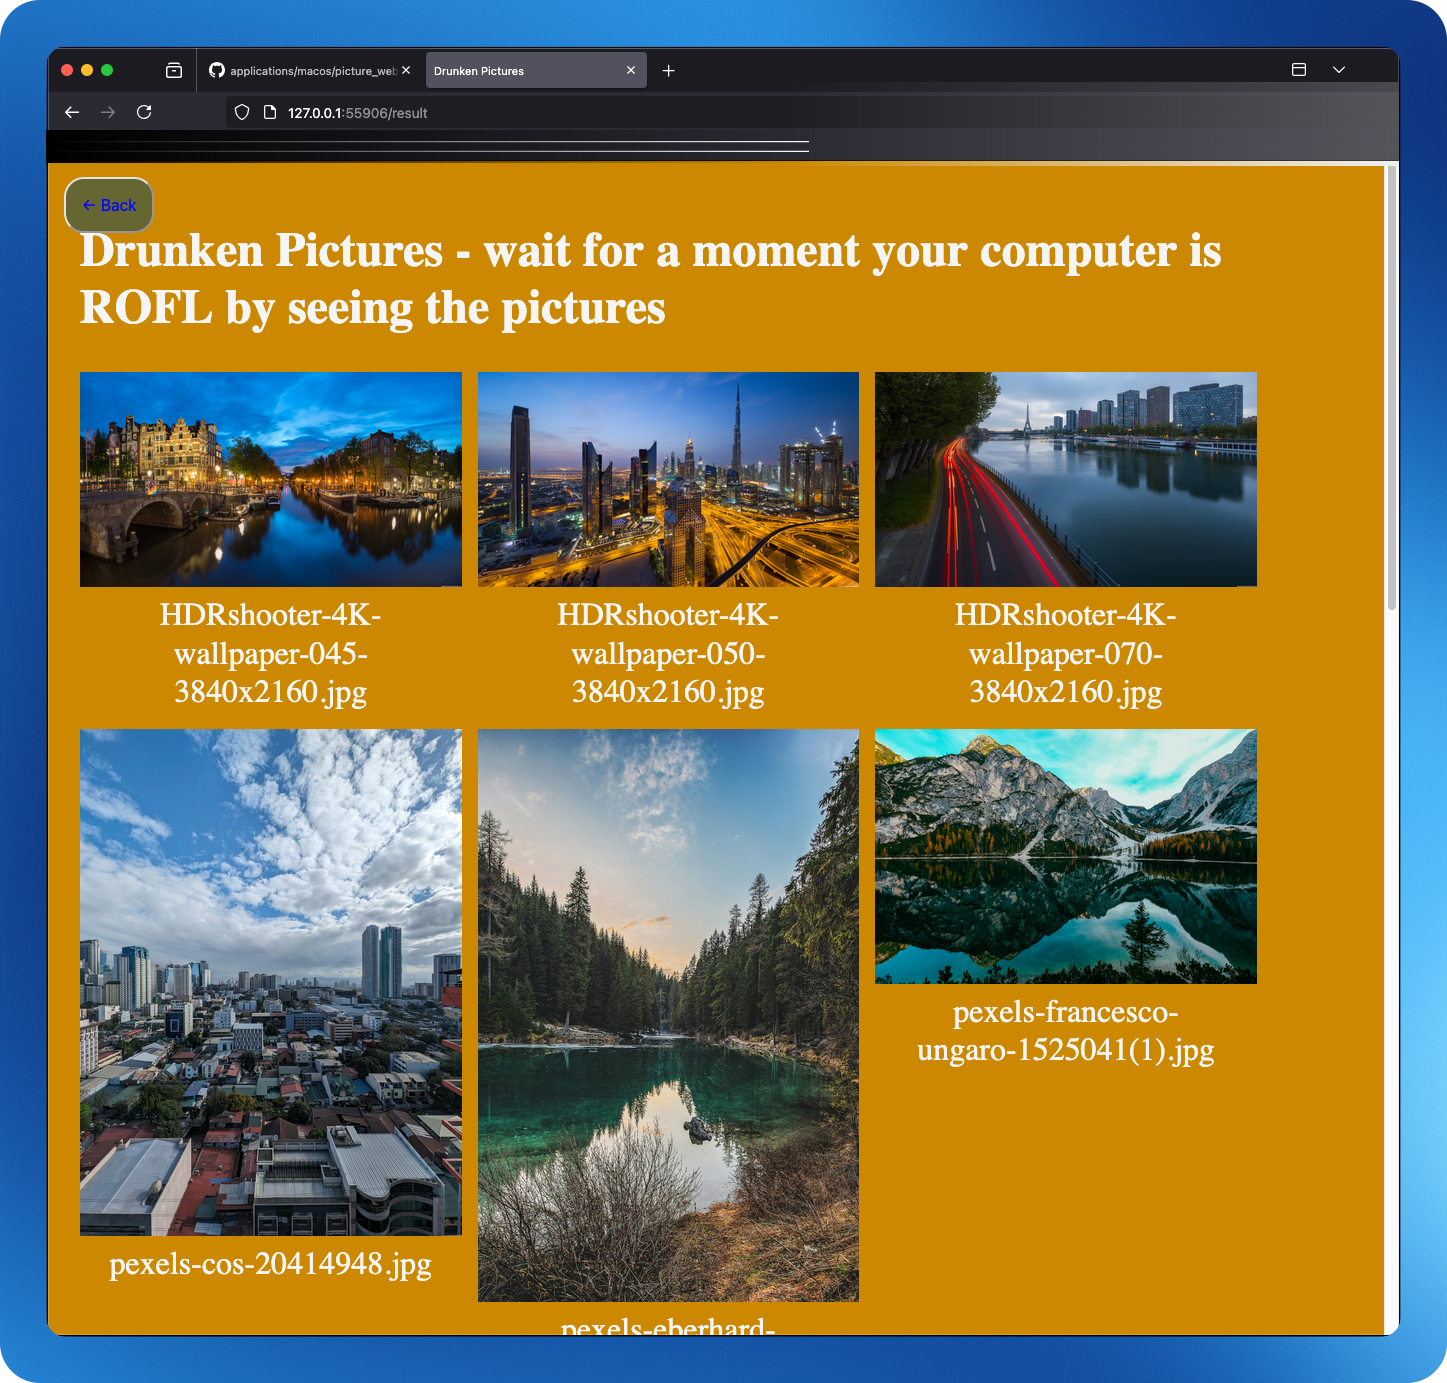 applications/macos/picture_web
Drunken Pictures
127.0.0.1:55906/result
← Back
Drunken Pictures - wait for a moment your computer is
ROFL by seeing the pictures
HDRshooter-4K-
wallpaper-045-
3840x2160.jpg
HDRshooter-4K-
wallpaper-050-
3840x2160.jpg
HDRshooter-4K-
wallpaper-070-
3840x2160.jpg
pexels-cos-20414948.jpg
pexels-francesco-
ungaro-1525041(1).jpg
pexels-eberhard-